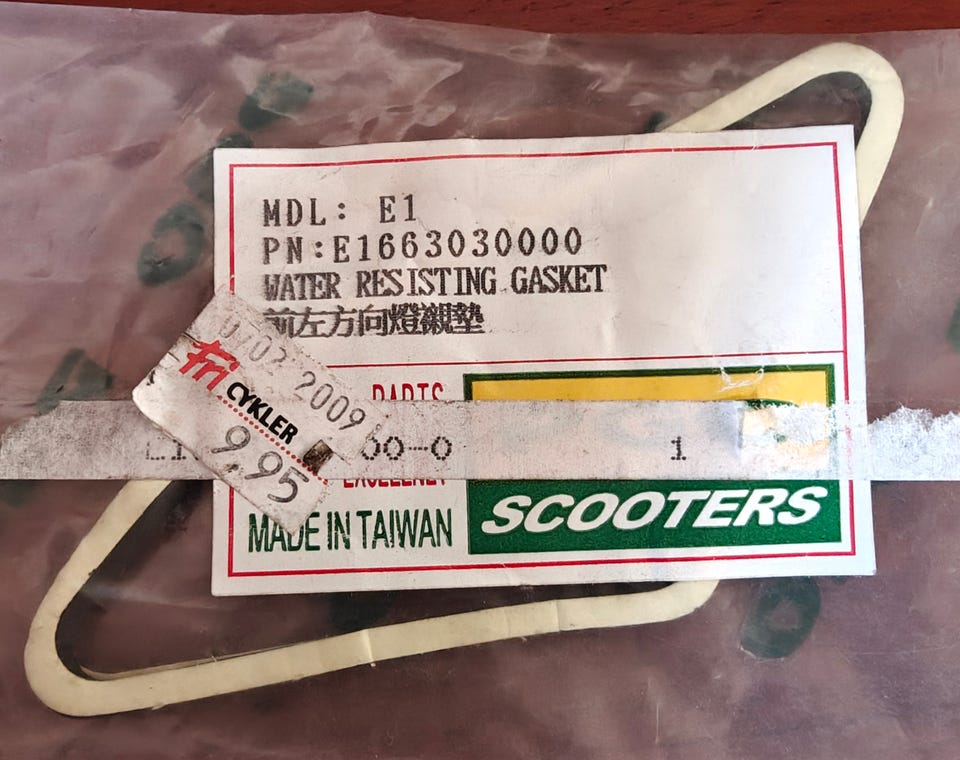 MDL: E1
PN:E1663030000
WATER RESISTING GASKET
前左方向燈襯墊
02 2009
Fri CYKLER
9,95
PARTS
00-0 1
MADE IN TAIWAN
SCOOTERS